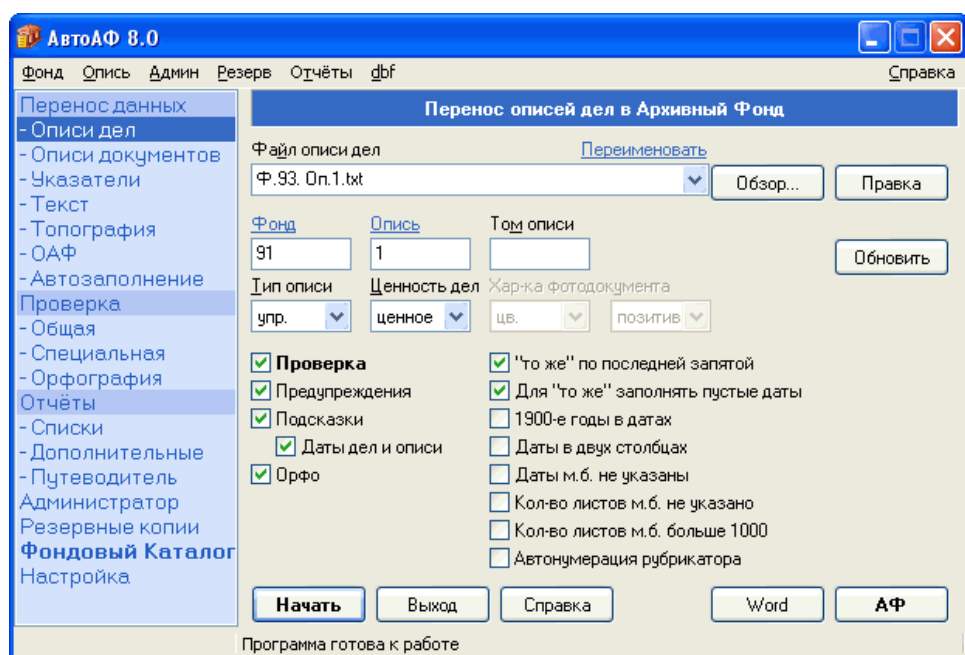 АвтоАФ 8.0
Фонд Опись Админ Резерв Отчёты dbf Справка
Перенос данных
- Описи дел
- Описи документов
- Указатели
- Текст
- Топография
- ОАФ
- Автозаполнение
Проверка
- Общая
- Специальная
- Орфография
Отчёты
- Списки
- Дополнительные
- Путеводитель
Администратор
Резервные копии
Фондовый Каталог
Настройка
Перенос описей дел в Архивный Фонд
Файл описи дел Переименовать
Ф.93. Оп.1.txt Обзор... Правка
Фонд Опись Том описи
91 1 Обновить
Тип описи Ценность дел Хар-ка фотодокумента
упр. ценное цв. позитив
Проверка "то же" по последней запятой
Предупреждения Для "то же" заполнять пустые даты
Подсказки 1900-е годы в датах
Даты дел и описи Даты в двух столбцах
Орфо Даты м.б. не указаны
Кол-во листов м.б. не указано
Кол-во листов м.б. больше 1000
Автонумерация рубрикатора
Начать Выход Справка Word АФ
Программа готова к работе